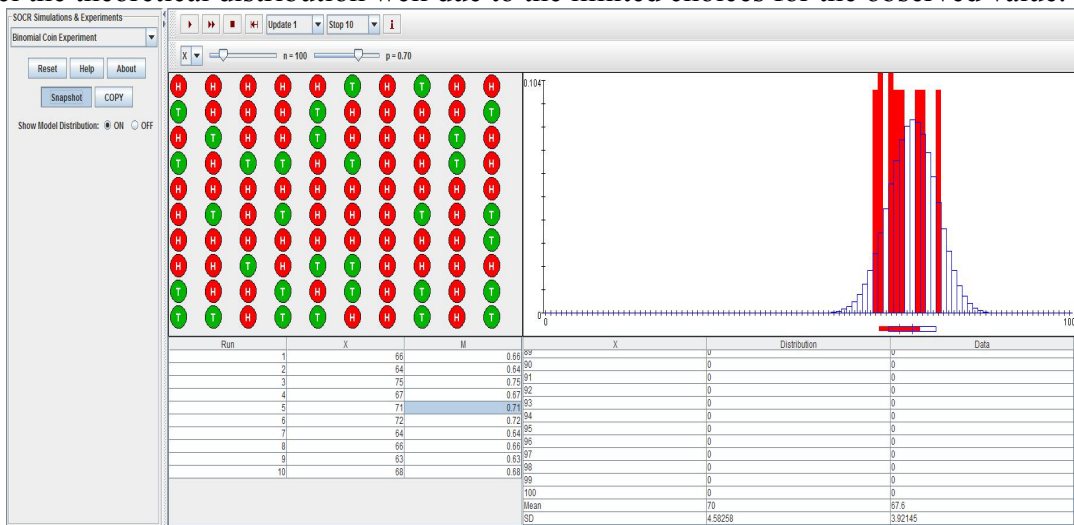 er the theoretical distribution well due to the limited choices for the observed value.
SOCR Simulations & Experiments
Binomial Coin Experiment
Reset Help About
Snapshot COPY
Show Model Distribution: ON OFF
Update 1 Stop 10 i
X n = 100 p = 0.70
H H H H H T H T H H
T H H H T H H H H T
H T H H T H H H T H
T H T T H H H H T H
H H H H H H H H H H
H T H T H H H T H T
H H H H H H H H H T
H H T H T T H H H H
T H H T H H H T H T
T T H T T H H T H T
0.104
0
0 100
Run X M
1 66 0.66
2 64 0.64
3 75 0.75
4 67 0.67
5 71 0.71
6 72 0.72
7 64 0.64
8 66 0.66
9 63 0.63
10 68 0.68
X Distribution Data
89 0 0
90 0 0
91 0 0
92 0 0
93 0 0
94 0 0
95 0 0
96 0 0
97 0 0
98 0 0
99 0 0
100 0 0
Mean 70 67.6
SD 4.58258 3.92145